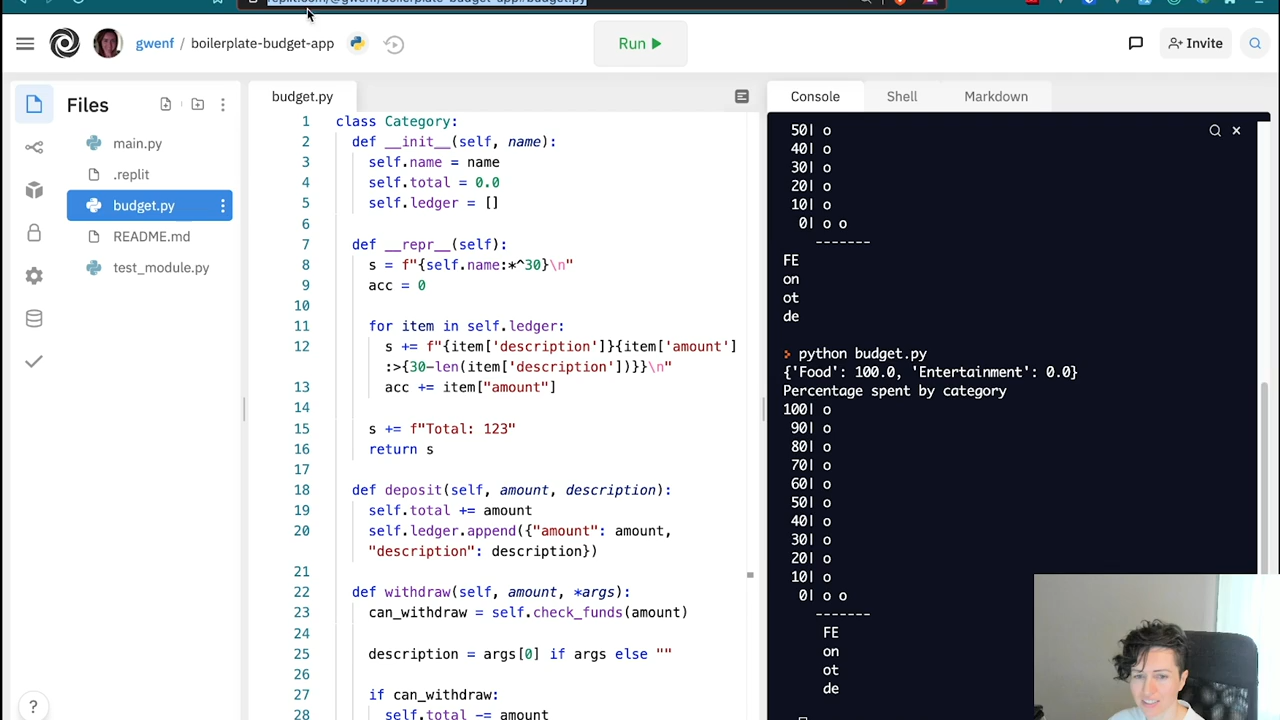 replit.com/@gwenf/boilerplate-budget-app#budget.py
gwenf / boilerplate-budget-app
Run
Invite
Files
main.py
.replit
budget.py
README.md
test_module.py
?
budget.py
1 class Category:
2 def __init__(self, name):
3 self.name = name
4 self.total = 0.0
5 self.ledger = []
6
7 def __repr__(self):
8 s = f"{self.name:*^30}\n"
9 acc = 0
10
11 for item in self.ledger:
12 s += f"{item['description']}{item['amount']
:>{30-len(item['description'])}}\n"
13 acc += item["amount"]
14
15 s += f"Total: 123"
16 return s
17
18 def deposit(self, amount, description):
19 self.total += amount
20 self.ledger.append({"amount": amount,
"description": description})
21
22 def withdraw(self, amount, *args):
23 can_withdraw = self.check_funds(amount)
24
25 description = args[0] if args else ""
26
27 if can_withdraw:
28 self.total -= amount
Console Shell Markdown
50| o
40| o
30| o
20| o
10| o
0| o o
-------
FE
on
ot
de
python budget.py
{'Food': 100.0, 'Entertainment': 0.0}
Percentage spent by category
100| o
90| o
80| o
70| o
60| o
50| o
40| o
30| o
20| o
10| o
0| o o
-------
FE
on
ot
de